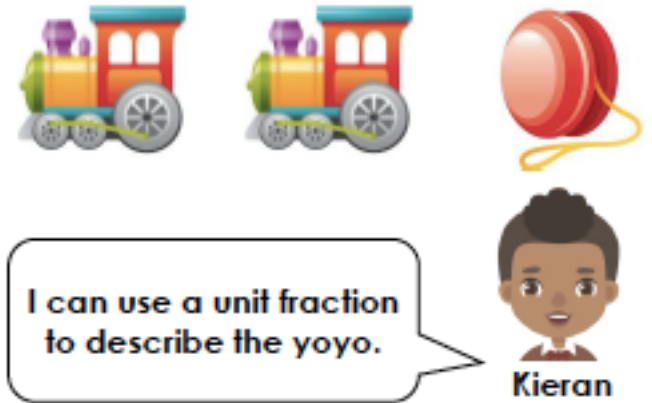 I can use a unit fraction
to describe the yoyo.
Kieran